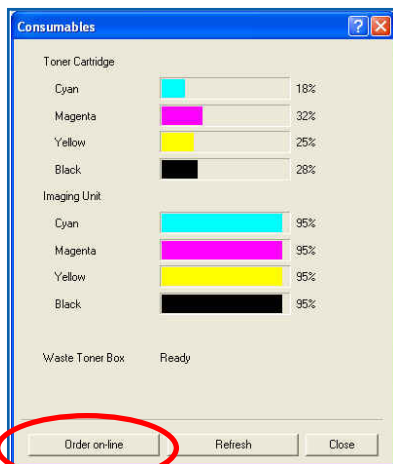 Consumables
Toner Cartridge
Cyan 18%
Magenta 32%
Yellow 25%
Black 28%
Imaging Unit
Cyan 95%
Magenta 95%
Yellow 95%
Black 95%
Waste Toner Box Ready
Order on-line Refresh Close